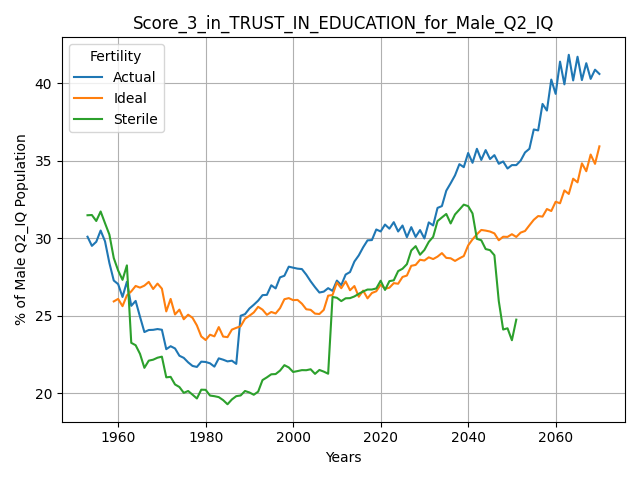 Score_3_in_TRUST_IN_EDUCATION_for_Male_Q2_IQ
Fertility
Actual
Ideal
Sterile
% of Male Q2_IQ Population
40
35
30
25
20
1960
1980
2000
2020
2040
2060
Years